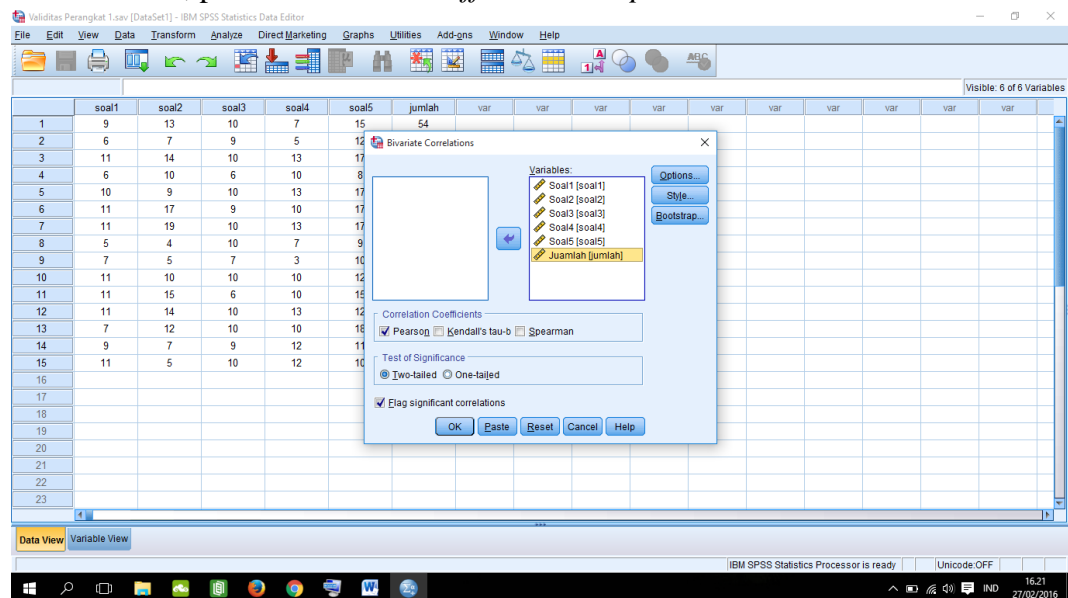 Validitas Perangkat 1.sav [DataSet1] - IBM SPSS Statistics Data Editor
File Edit View Data Transform Analyze Direct Marketing Graphs Utilities Add-ons Window Help
Visible: 6 of 6 Variables
soal1 soal2 soal3 soal4 soal5 jumlah var var var var var var var var var
1 9 13 10 7 15 54
2 6 7 9 5 12
3 11 14 10 13 17
4 6 10 6 10 8
5 10 9 10 13 17
6 11 17 9 10 17
7 11 19 10 13 17
8 5 4 10 7 9
9 7 5 7 3 10
10 11 10 10 10 12
11 11 15 6 10 15
12 11 14 10 13 12
13 7 12 10 10 18
14 9 7 9 12 11
15 11 5 10 12 10
16
17
18
19
20
21
22
23
Bivariate Correlations
Variables:
Soal1 [soal1]
Soal2 [soal2]
Soal3 [soal3]
Soal4 [soal4]
Soal5 [soal5]
Juamlah [jumlah]
Options...
Style...
Bootstrap...
Correlation Coefficients
Pearson Kendall's tau-b Spearman
Test of Significance
Two-tailed One-tailed
Flag significant correlations
OK Paste Reset Cancel Help
Data View Variable View
IBM SPSS Statistics Processor is ready Unicode:OFF
IND 16.21
27/02/2016